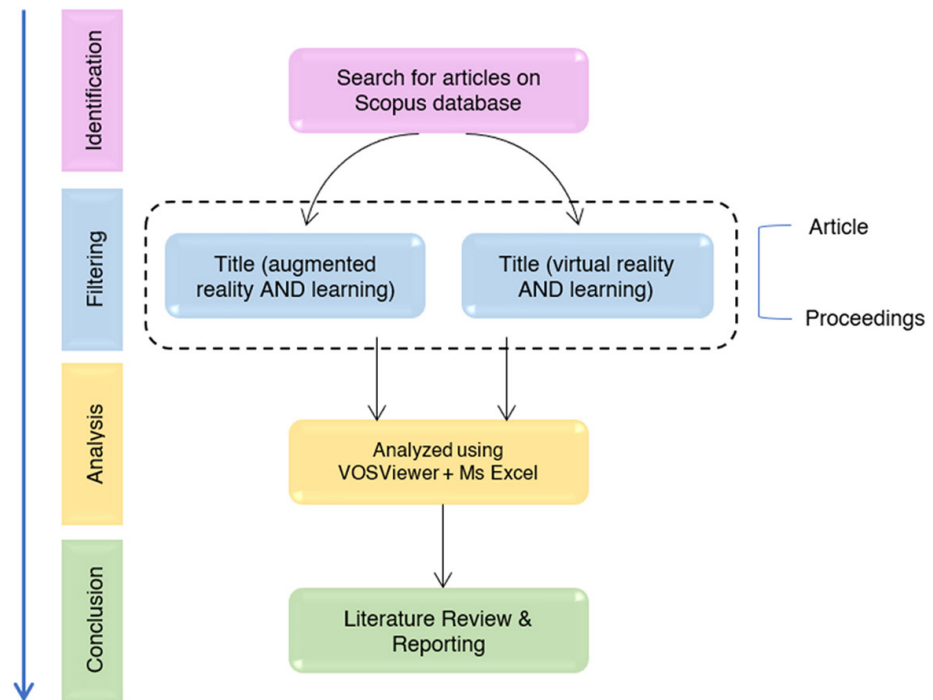 Identification
Search for articles on
Scopus database
Filtering
Title (augmented
reality AND learning)
Title (virtual reality
AND learning)
Article
Proceedings
Analysis
Analyzed using
VOSViewer + Ms Excel
Conclusion
Literature Review &
Reporting